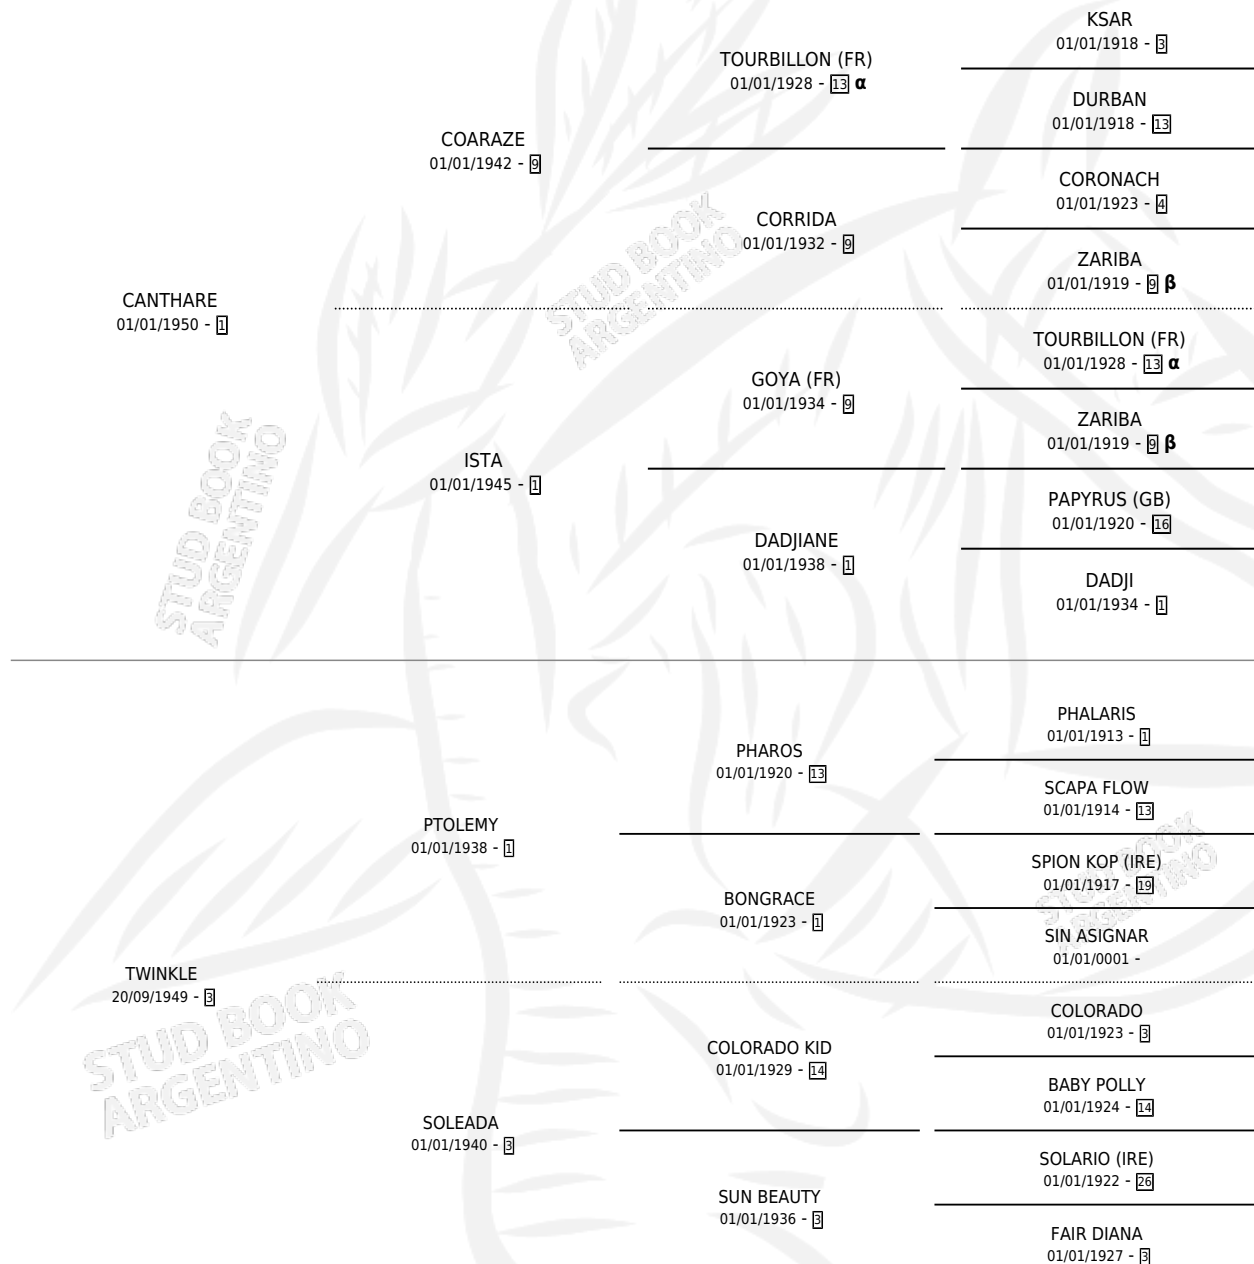 KSAR
01/01/1918 - 3
TOURBILLON (FR)
01/01/1928 - 13 α
DURBAN
01/01/1918 - 13
COARAZE
01/01/1942 - 9
CORONACH
01/01/1923 - 4
CORRIDA
01/01/1932 - 9
ZARIBA
01/01/1919 - 9 β
CANTHARE
01/01/1950 - 1
TOURBILLON (FR)
01/01/1928 - 13 α
GOYA (FR)
01/01/1934 - 9
ZARIBA
01/01/1919 - 9 β
ISTA
01/01/1945 - 1
PAPYRUS (GB)
01/01/1920 - 16
DADJIANE
01/01/1938 - 1
DADJI
01/01/1934 - 1
PHALARIS
01/01/1913 - 1
PHAROS
01/01/1920 - 13
SCAPA FLOW
01/01/1914 - 13
PTOLEMY
01/01/1938 - 1
SPION KOP (IRE)
01/01/1917 - 19
BONGRACE
01/01/1923 - 1
SIN ASIGNAR
01/01/0001 -
TWINKLE
20/09/1949 - 3
COLORADO
01/01/1923 - 3
COLORADO KID
01/01/1929 - 14
BABY POLLY
01/01/1924 - 14
SOLEADA
01/01/1940 - 3
SOLARIO (IRE)
01/01/1922 - 26
SUN BEAUTY
01/01/1936 - 3
FAIR DIANA
01/01/1927 - 3
STUD BOOK
ARGENTINO
STUD BOOK
ARGENTINO
STUD BOOK
ARGENTINO
STUD BOOK
ARGENTINO